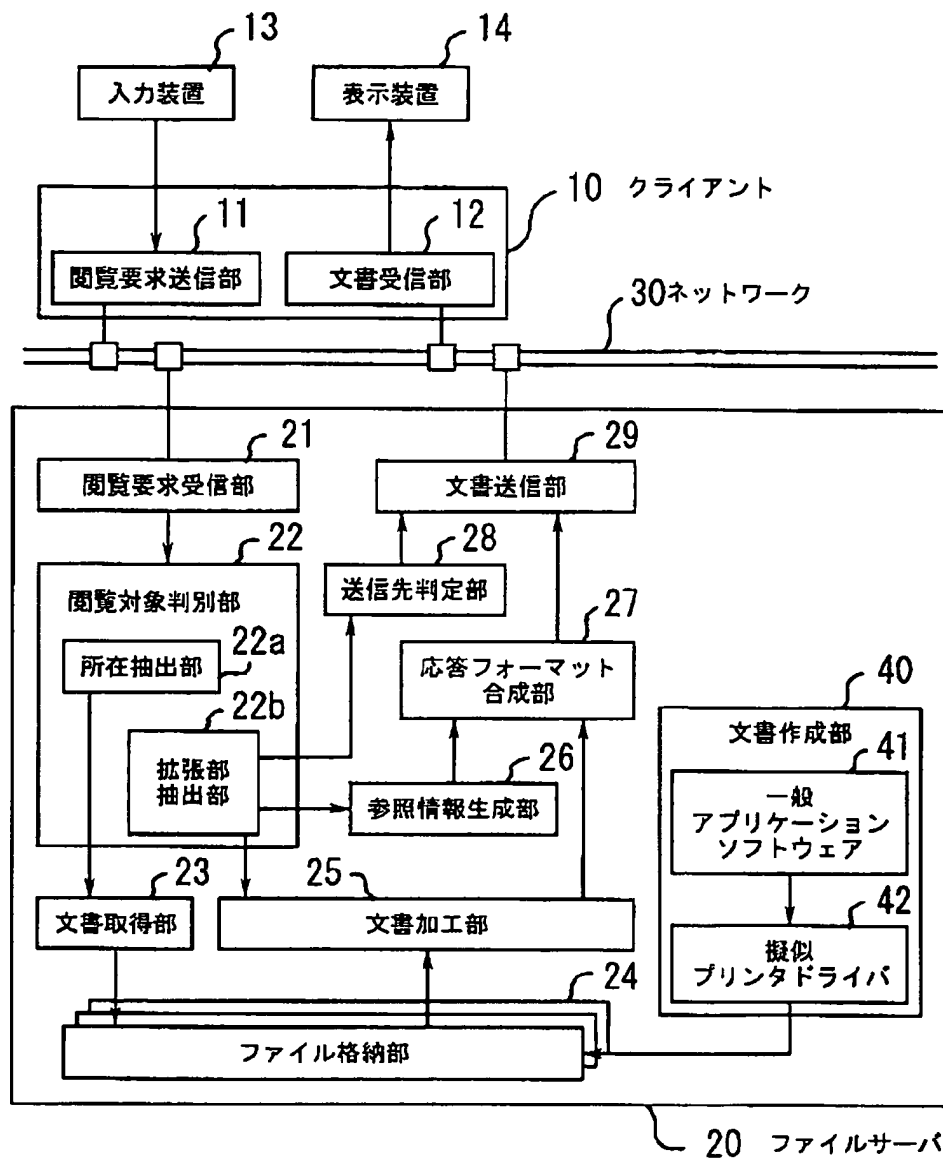 13
14
入力装置
表示装置
10 クライアント
11
12
閲覧要求送信部
文書受信部
30ネットワーク
21
29
閲覧要求受信部
文書送信部
22
28
閲覧対象判別部
送信先判定部
27
22a
所在抽出部
応答フォーマット
合成部
40
22b
文書作成部
拡張部
抽出部
26
41
参照情報生成部
一般
アプリケーション
ソフトウェア
23
25
42
文書取得部
文書加工部
擬似
プリンタドライバ
24
ファイル格納部
20 ファイルサーバ